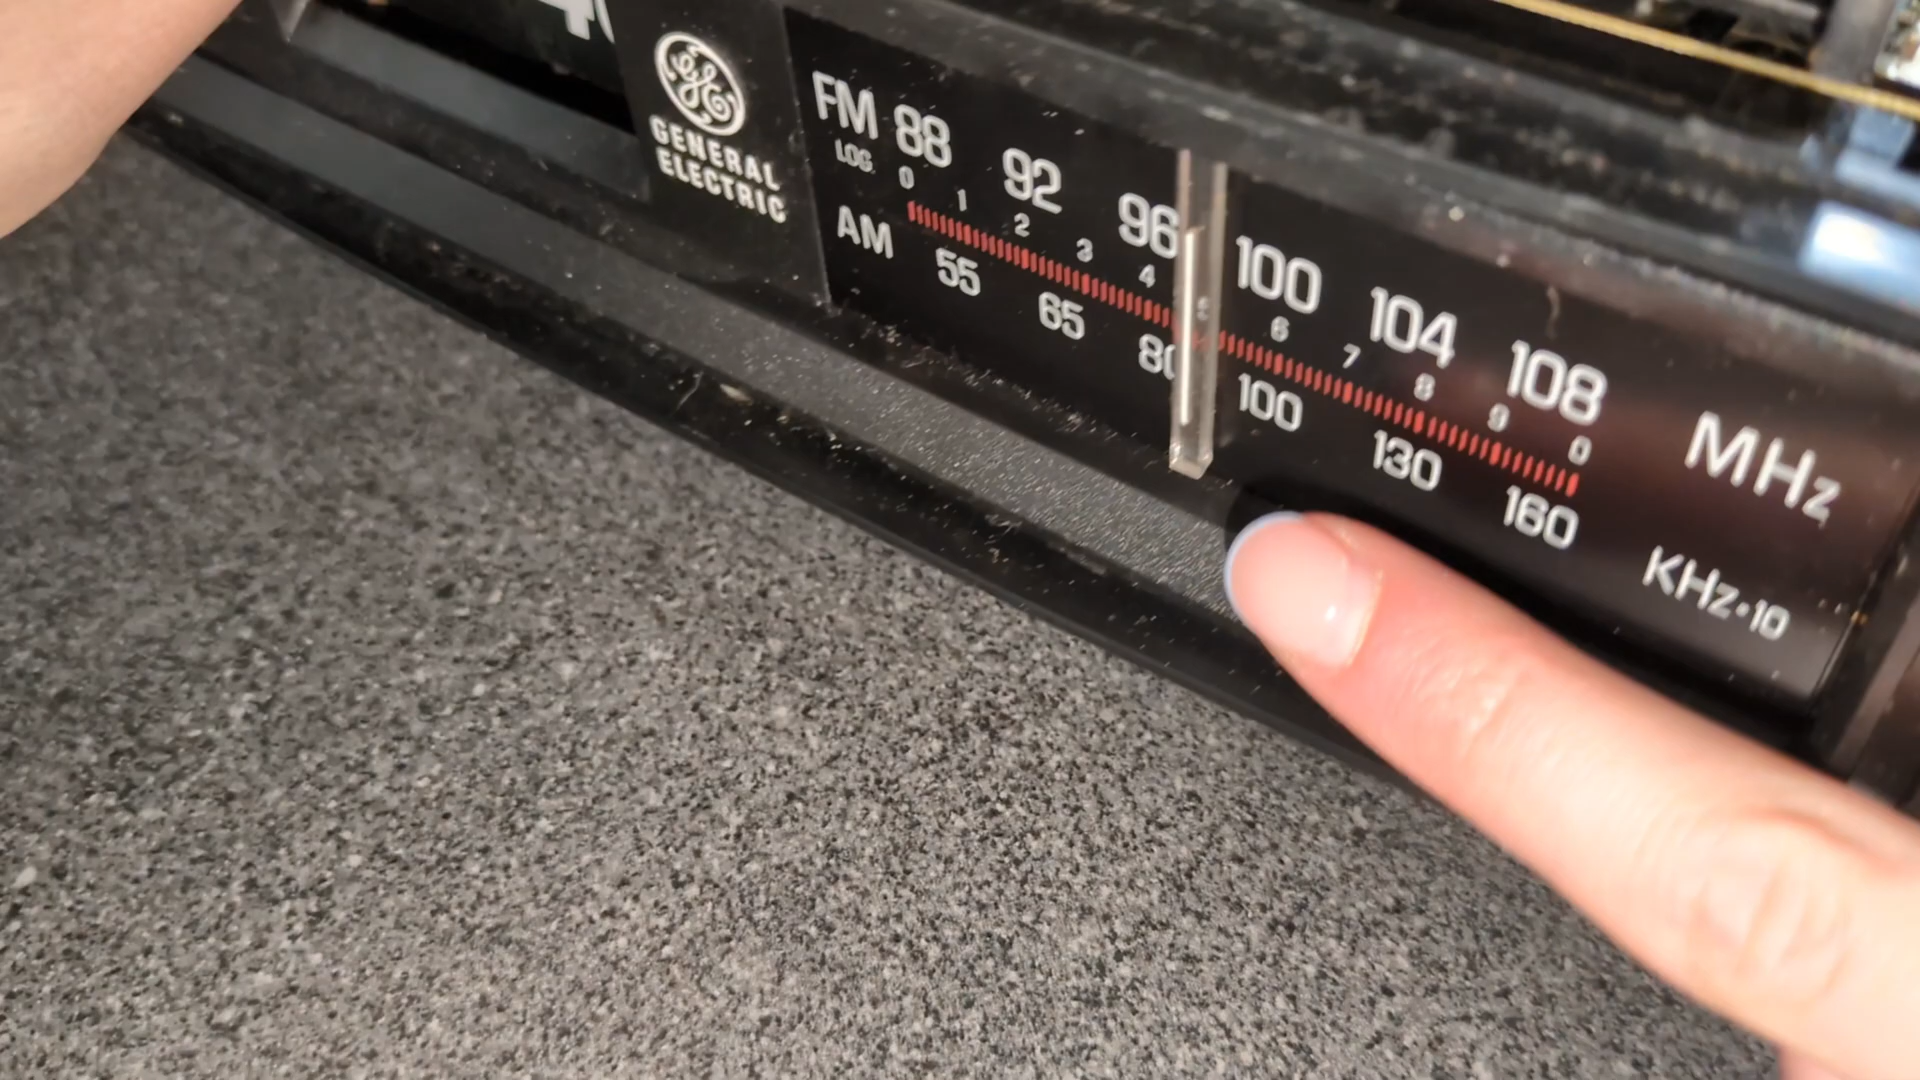 GENERAL
ELECTRIC
FM 88 92 96 100 104 108 MHz
LOG 0 1 2 3 4 5 6 7 8 9 0
AM 55 65 80 100 130 160 KHz·10